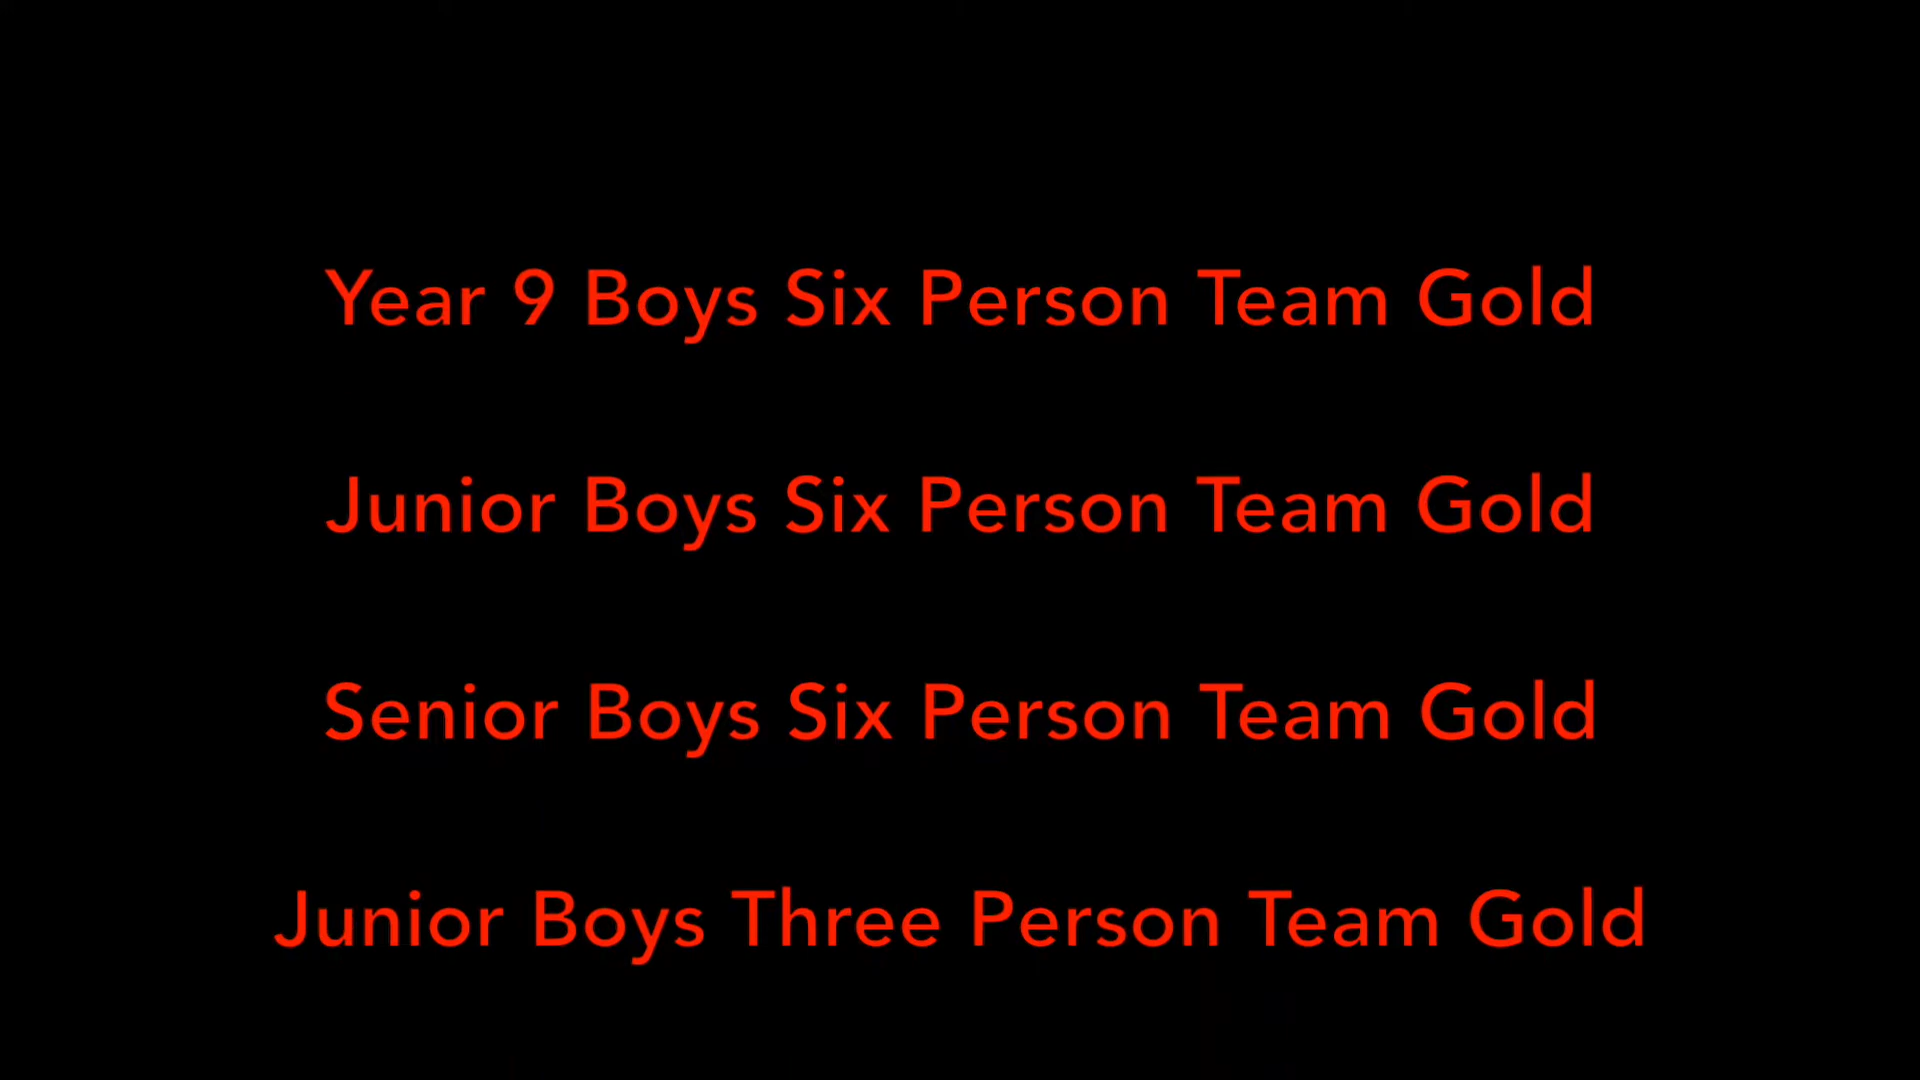 Year 9 Boys Six Person Team Gold
Junior Boys Six Person Team Gold
Senior Boys Six Person Team Gold
Junior Boys Three Person Team Gold